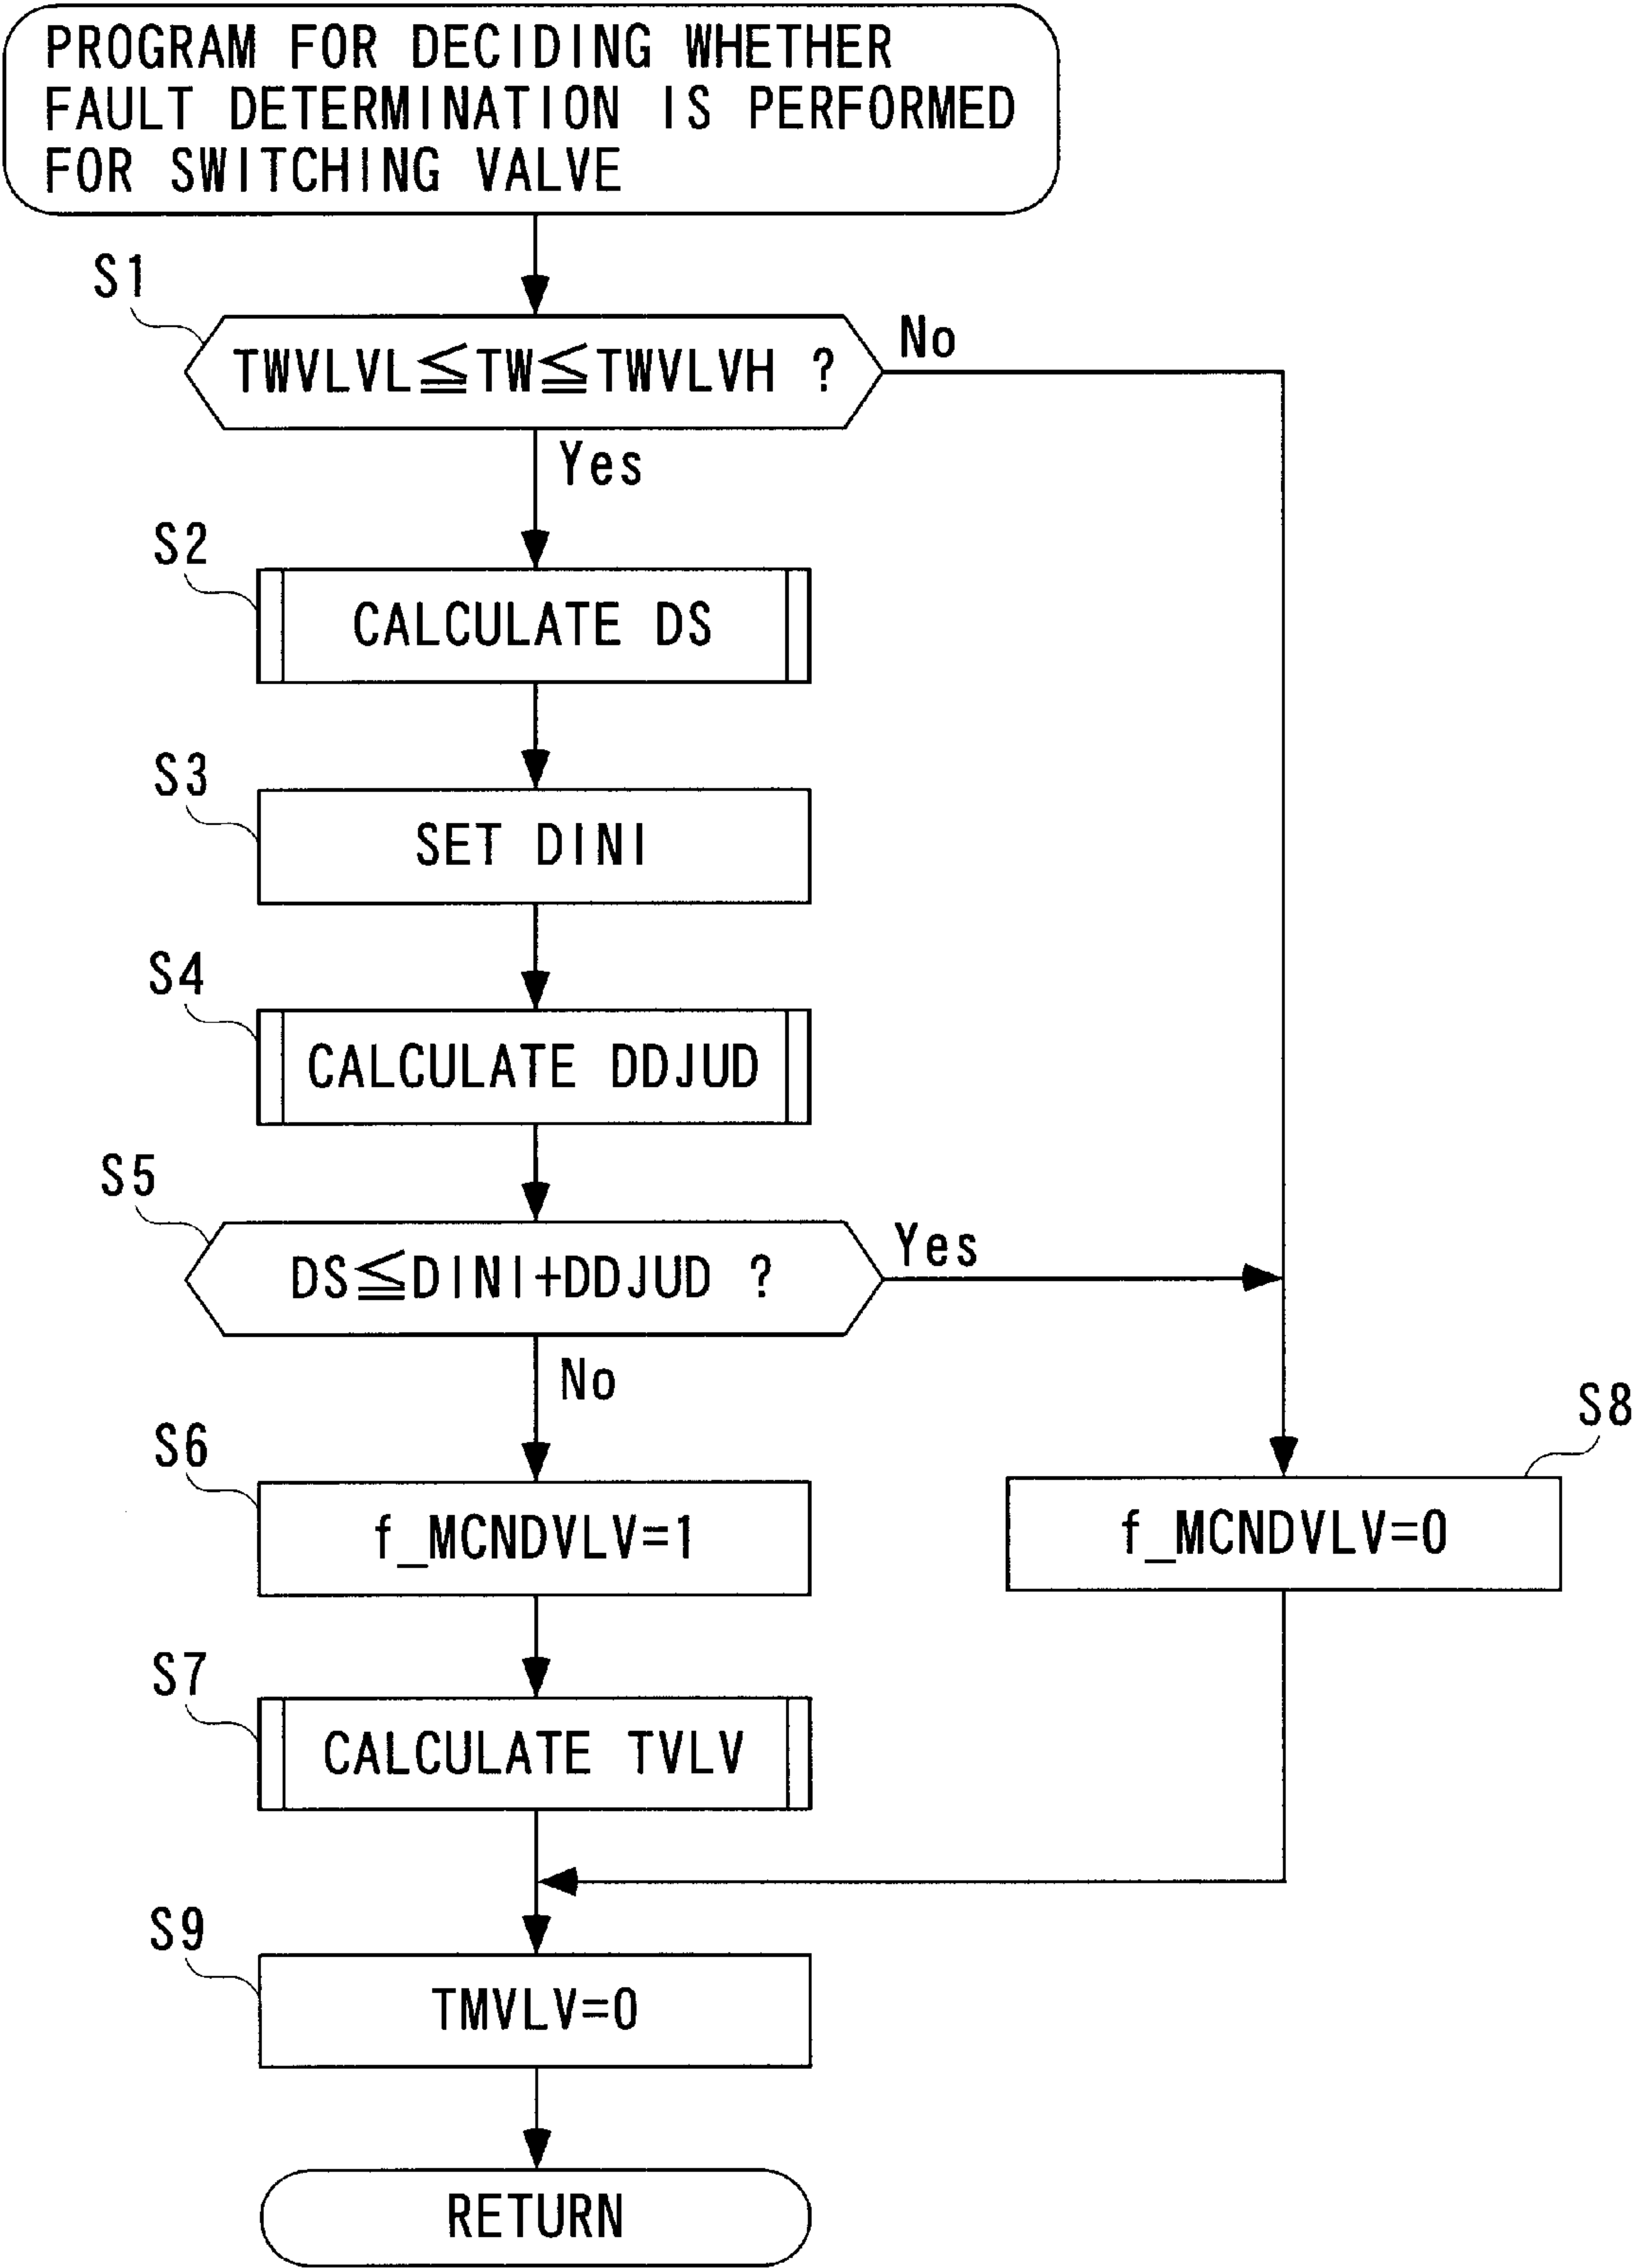 PROGRAM FOR DECIDING WHETHER
FAULT DETERMINATION IS PERFORMED
FOR SWITCHING VALVE
S1
TWVLVL≦TW≦TWVLVH ?
No
Yes
S2
CALCULATE DS
S3
SET DINI
S4
CALCULATE DDJUD
S5
DS≦DINI+DDJUD ?
Yes
No
S6
f_MCNDVLV=1
S8
f_MCNDVLV=0
S7
CALCULATE TVLV
S9
TMVLV=0
RETURN